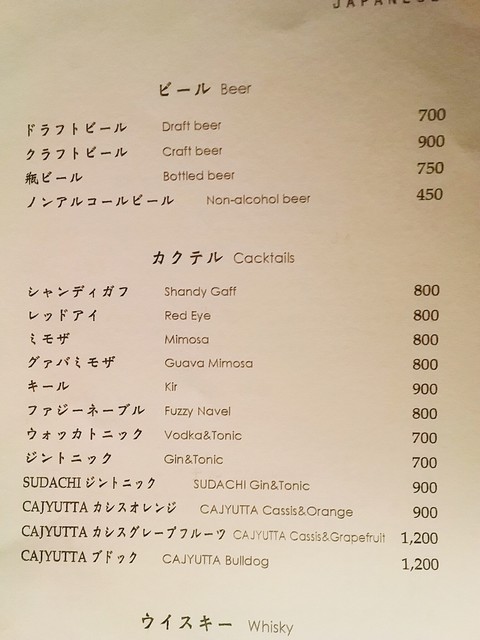 JAPANESE
ビール Beer
ドラフトビール Draft beer 700
クラフトビール Craft beer 900
瓶ビール Bottled beer 750
ノンアルコールビール Non-alcohol beer 450
カクテル Cacktails
シャンディガフ Shandy Gaff 800
レッドアイ Red Eye 800
ミモザ Mimosa 800
グァバミモザ Guava Mimosa 800
キール Kir 900
ファジーネーブル Fuzzy Navel 800
ウォッカトニック Vodka&Tonic 700
ジントニック Gin&Tonic 700
SUDACHI ジントニック SUDACHI Gin&Tonic 900
CAJYUTTA カシスオレンジ CAJYUTTA Cassis&Orange 900
CAJYUTTA カシスグレープフルーツ CAJYUTTA Cassis&Grapefruit 1,200
CAJYUTTA ブドック CAJYUTTA Bulldog 1,200
ウイスキー Whisky